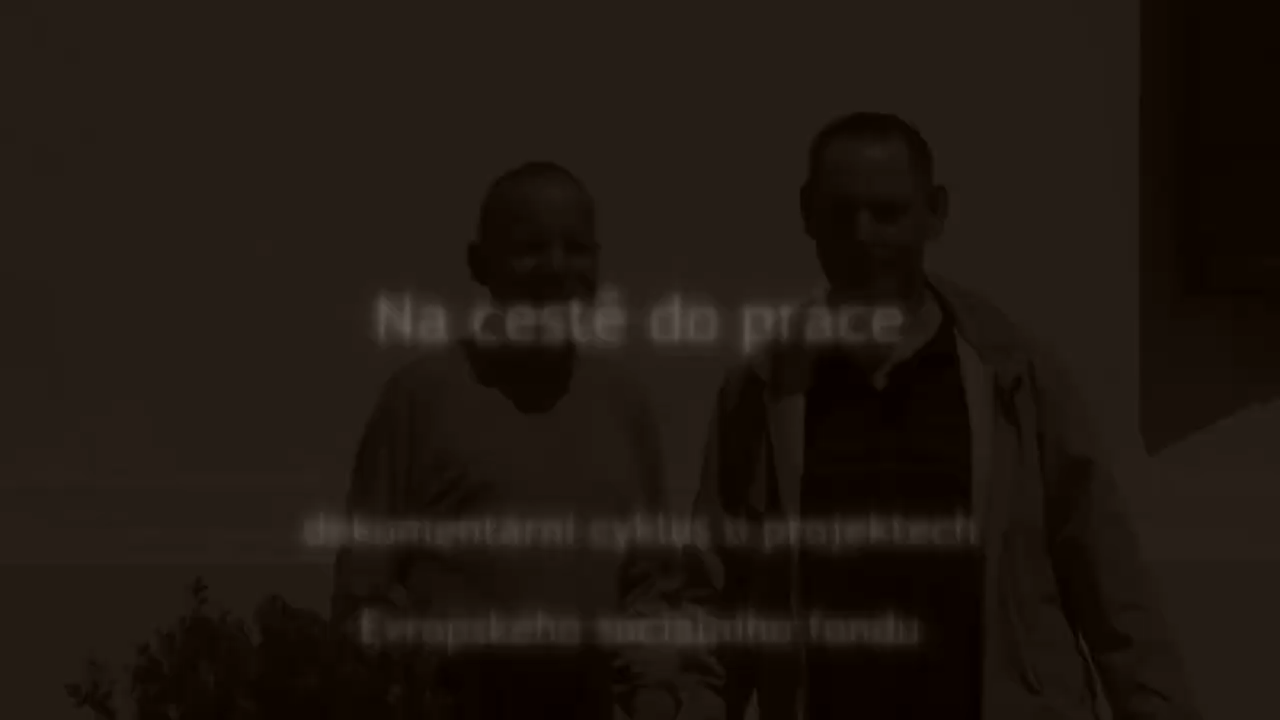 Na cestě do práce
dokumentární cyklus o projektech
Evropského sociálního fondu